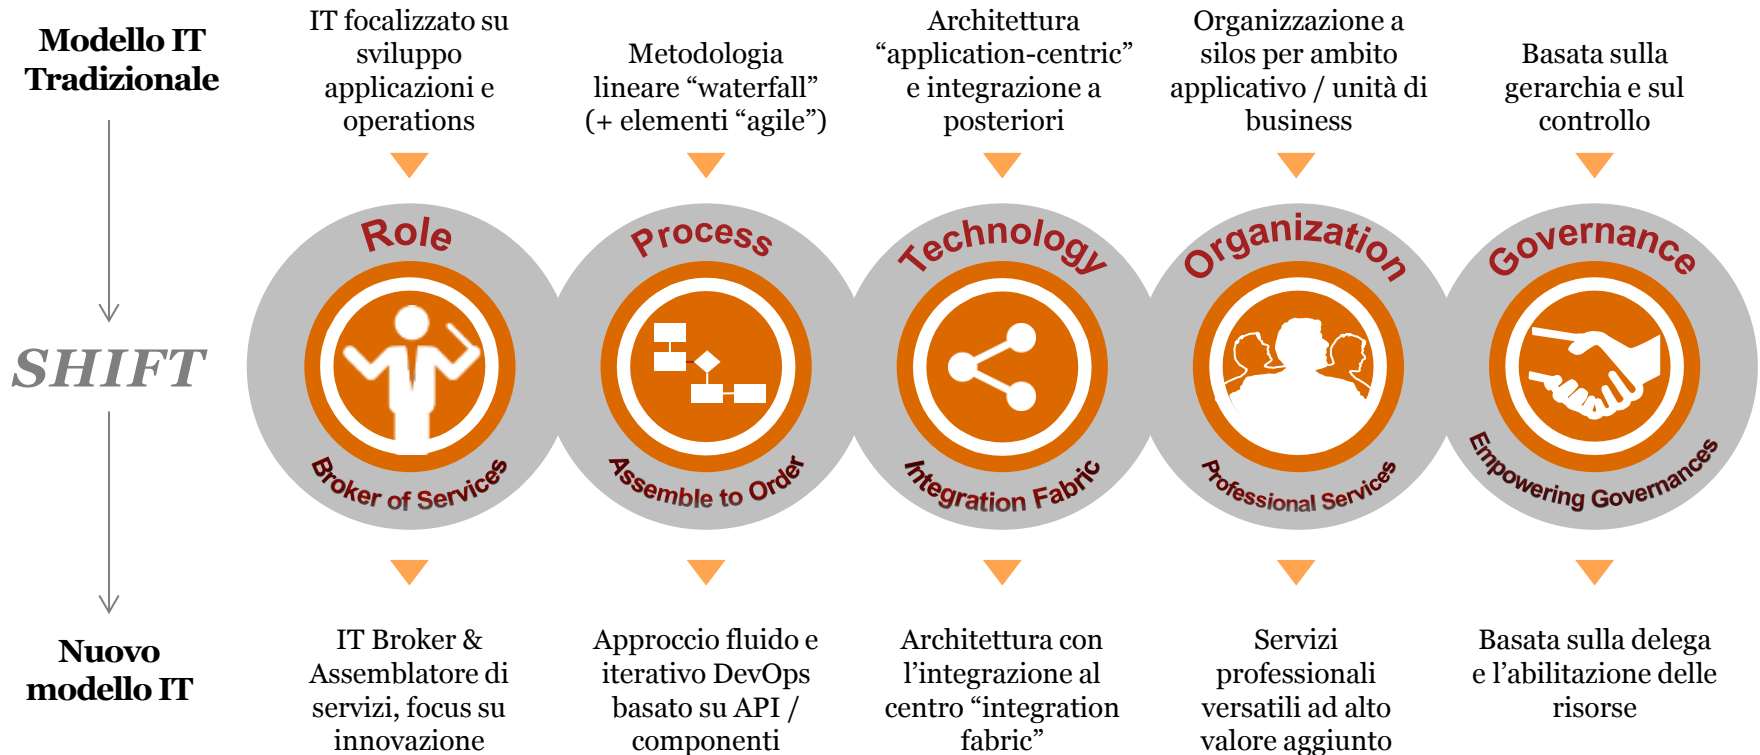 Modello IT
Tradizionale
IT focalizzato su
sviluppo
applicazioni e
operations
Metodologia
lineare “waterfall”
(+ elementi “agile”)
Architettura
“application-centric”
e integrazione a
posteriori
Organizzazione a
silos per ambito
applicativo / unità di
business
Basata sulla
gerarchia e sul
controllo
SHIFT
Role
Broker of Services
Process
Assemble to Order
Technology
Integration Fabric
Organization
Professional Services
Governance
Empowering Governances
Nuovo
modello IT
IT Broker &
Assemblatore di
servizi, focus su
innovazione
Approccio fluido e
iterativo DevOps
basato su API /
componenti
Architettura con
l’integrazione al
centro “integration
fabric”
Servizi
professionali
versatili ad alto
valore aggiunto
Basata sulla delega
e l’abilitazione delle
risorse